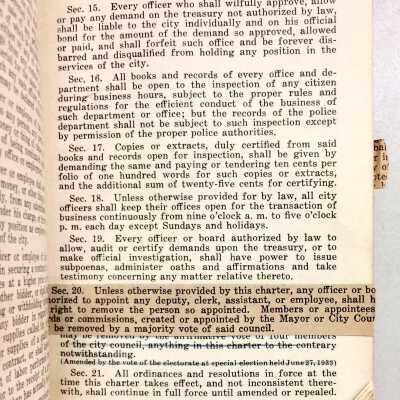 Sec. 15. Every officer who shall wilfully approve, allow
or pay any demand on the treasury not authorized by law,
shall be liable to the city individually and on his official
bond for the amount of the demand so approved, allowed
or paid, and shall forfeit such office and be forever dis-
barred and disqualified from holding any position in the
services of the city.
Sec. 16. All books and records of every office and de-
partment shall be open to the inspection of any citizen
during business hours, subject to the proper rules and
regulations for the efficient conduct of the business of
such department or office; but the records of the police
department shall not be subject to such inspection except
by permission of the proper police authorities.
Sec. 17. Copies or extracts, duly certified from said
books and records open for inspection, shall be given by
demanding the same and paying or tendering ten cents per
folio of one hundred words for such copies or extracts,
and the additional sum of twenty-five cents for certifying.
Sec. 18. Unless otherwise provided for by law, all city
officers shall keep their offices open for the transaction of
business continuously from nine o'clock a. m. to five o'clock
p. m. each day except Sundays and holidays.
Sec. 19. Every officer or board authorized by law to
allow, audit or certify demands upon the treasury, or to
make official investigation, shall have power to issue
subpoenas, administer oaths and affirmations and take
testimony concerning any matter relative thereto.
Sec. 20. Unless otherwise provided by this charter, any officer or bo
orized to appoint any deputy, clerk, assistant, or employee, shall h
right to remove the person so appointed. Members or appointees
ds or commissions, created or appointed by the Mayor or City Cour
be removed by a majority vote of said council.
may be removed by the affirmative vote of four members
of the city council, anything in this charter to the contrary
notwithstanding.
(Amended by the vote of the electorate at special election held June 27, 1933)
Sec. 21. All ordinances and resolutions in force at the
time this charter takes effect, and not inconsistent there-
with, shall continue in full force until amended or repealed.